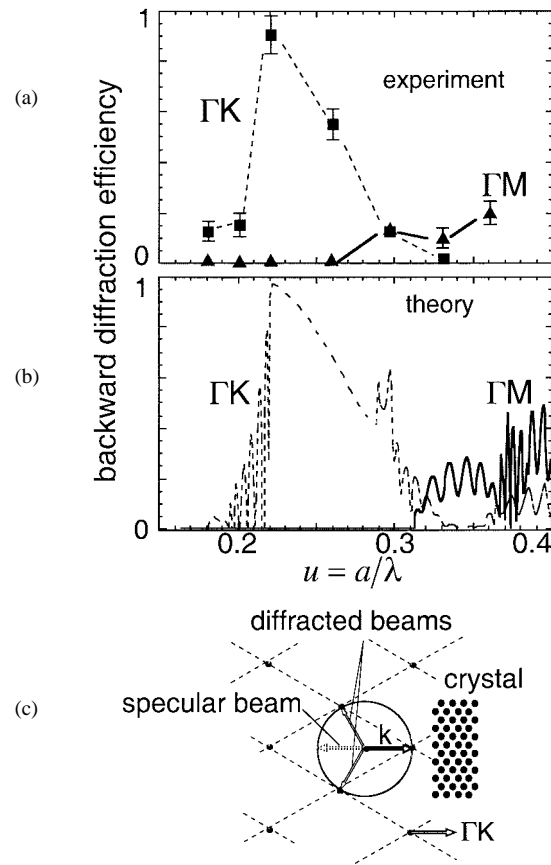 (a)
backward diffraction efficiency
1
ΓK
experiment
ΓM
0
(b)
1
theory
ΓK
ΓM
0
0.2
0.3
0.4
u = a/λ
(c)
diffracted beams
crystal
specular beam
k
ΓK